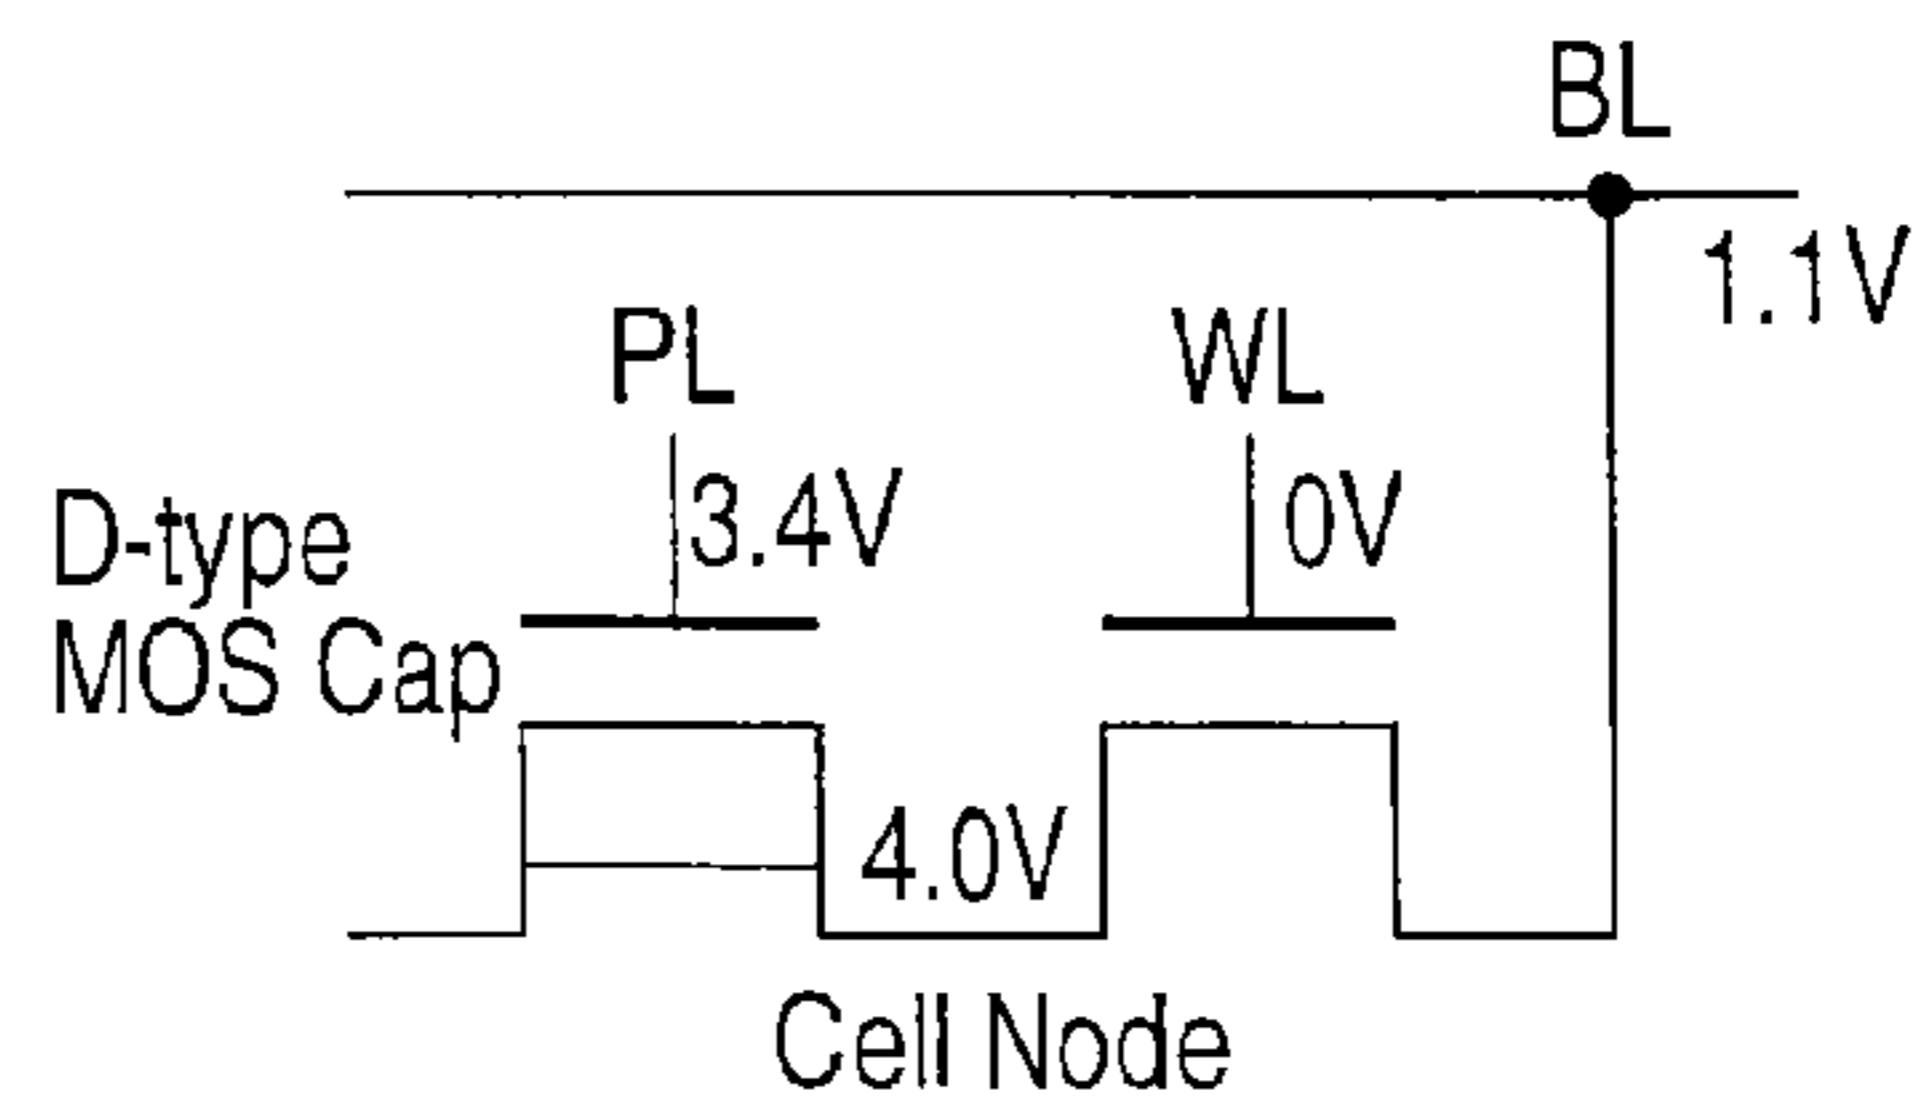 BL
1.1V
PL
WL
3.4V
0V
D-type
MOS Cap
4.0V
Cell Node